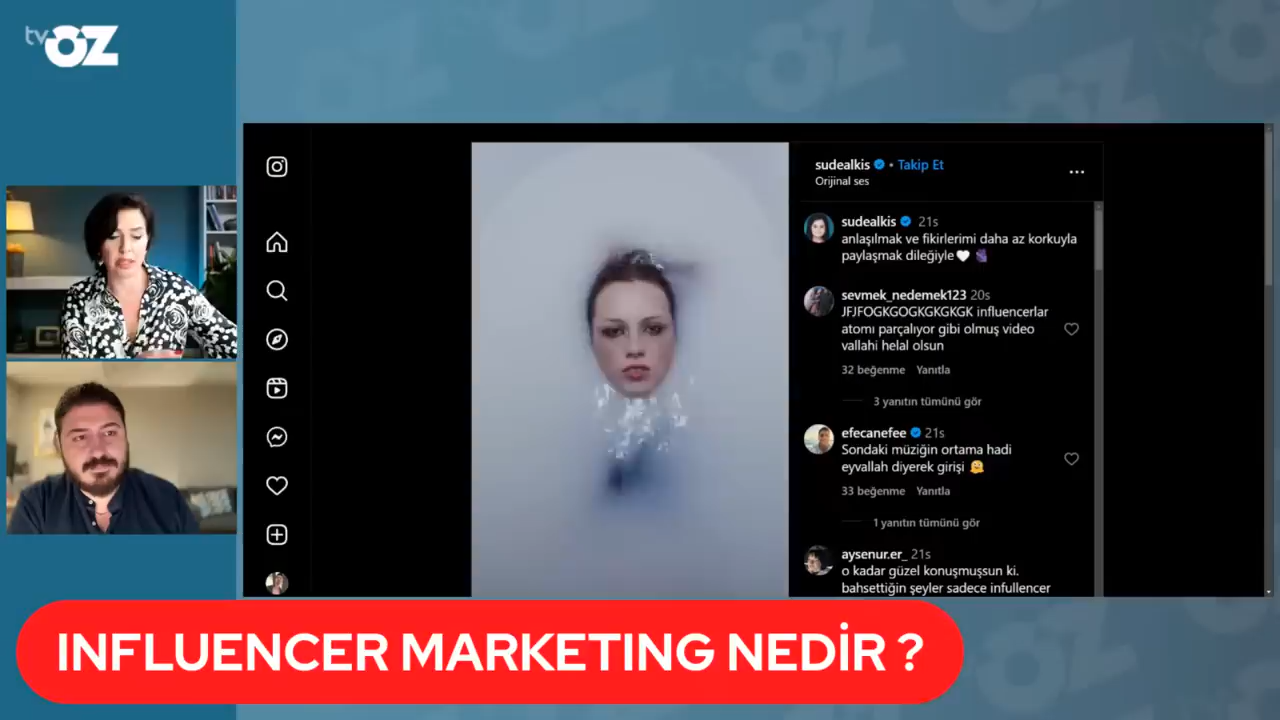 tv ÖZ
sudealkis • Takip Et
Orijinal ses
sudealkis 21s
anlaşılmak ve fikirlerimi daha az korkuyla
paylaşmak dileğiyle🤍
sevmek_nedemek123 20s
JFJFOGKGOGKGKGKGK influencerlar
atomı parçalıyor gibi olmuş video
vallahi helal olsun
32 beğenme Yanıtla
3 yanıtın tümünü gör
efecanefee 21s
Sondaki müziğin ortama hadi
eyvallah diyerek girişi 🫠
33 beğenme Yanıtla
1 yanıtın tümünü gör
aysenur.er_ 21s
o kadar güzel konuşmuşsun ki.
bahsettiğin şeyler sadece infullencer
INFLUENCER MARKETING NEDİR ?